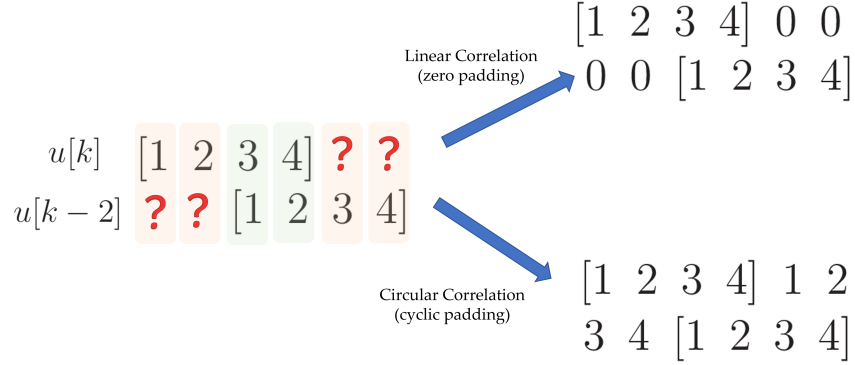 [1 2 3 4] 0 0
Linear Correlation
(zero padding)
0 0 [1 2 3 4]
u[k] [1 2 3 4] ? ?
u[k − 2] ? ? [1 2 3 4]
Circular Correlation
(cyclic padding)
[1 2 3 4] 1 2
3 4 [1 2 3 4]